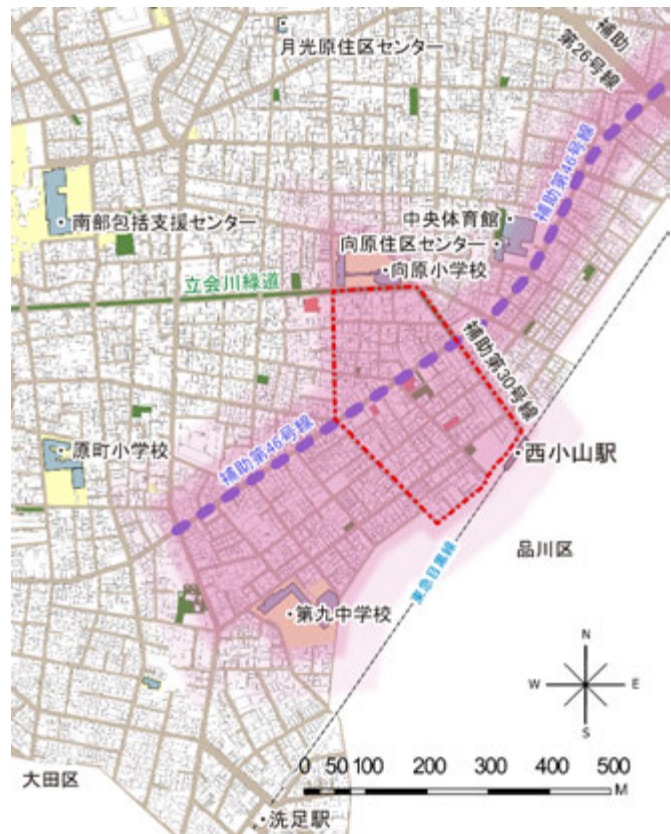 補助
第26号線
月光原住区センター
補助第46号線
南部包括支援センター
中央体育館
向原住区センター
向原小学校
立会川緑道
補助第30号線
補助第46号線
原町小学校
西小山駅
品川区
東急目黒線
第九中学校
N
W
E
S
大田区
0 50 100 200 300 400 500
M
洗足駅